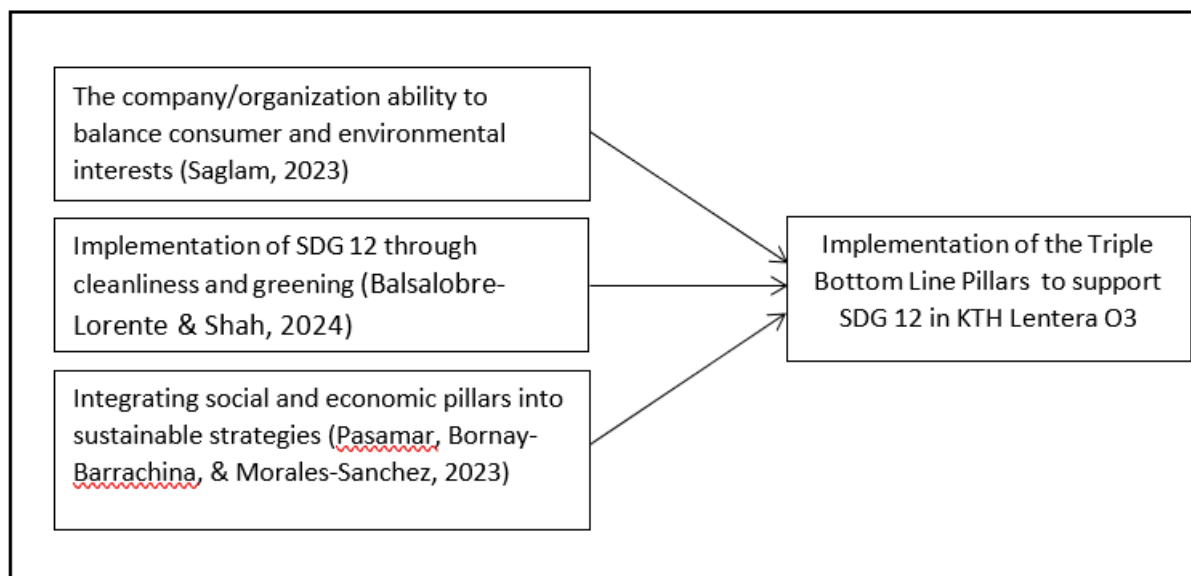 The company/organization ability to
balance consumer and environmental
interests (Saglam, 2023)
Implementation of SDG 12 through
cleanliness and greening (Balsalobre-
Lorente & Shah, 2024)
Integrating social and economic pillars into
sustainable strategies (Pasamar, Bornay-
Barrachina, & Morales-Sanchez, 2023)
Implementation of the Triple
Bottom Line Pillars to support
SDG 12 in KTH Lentera O3